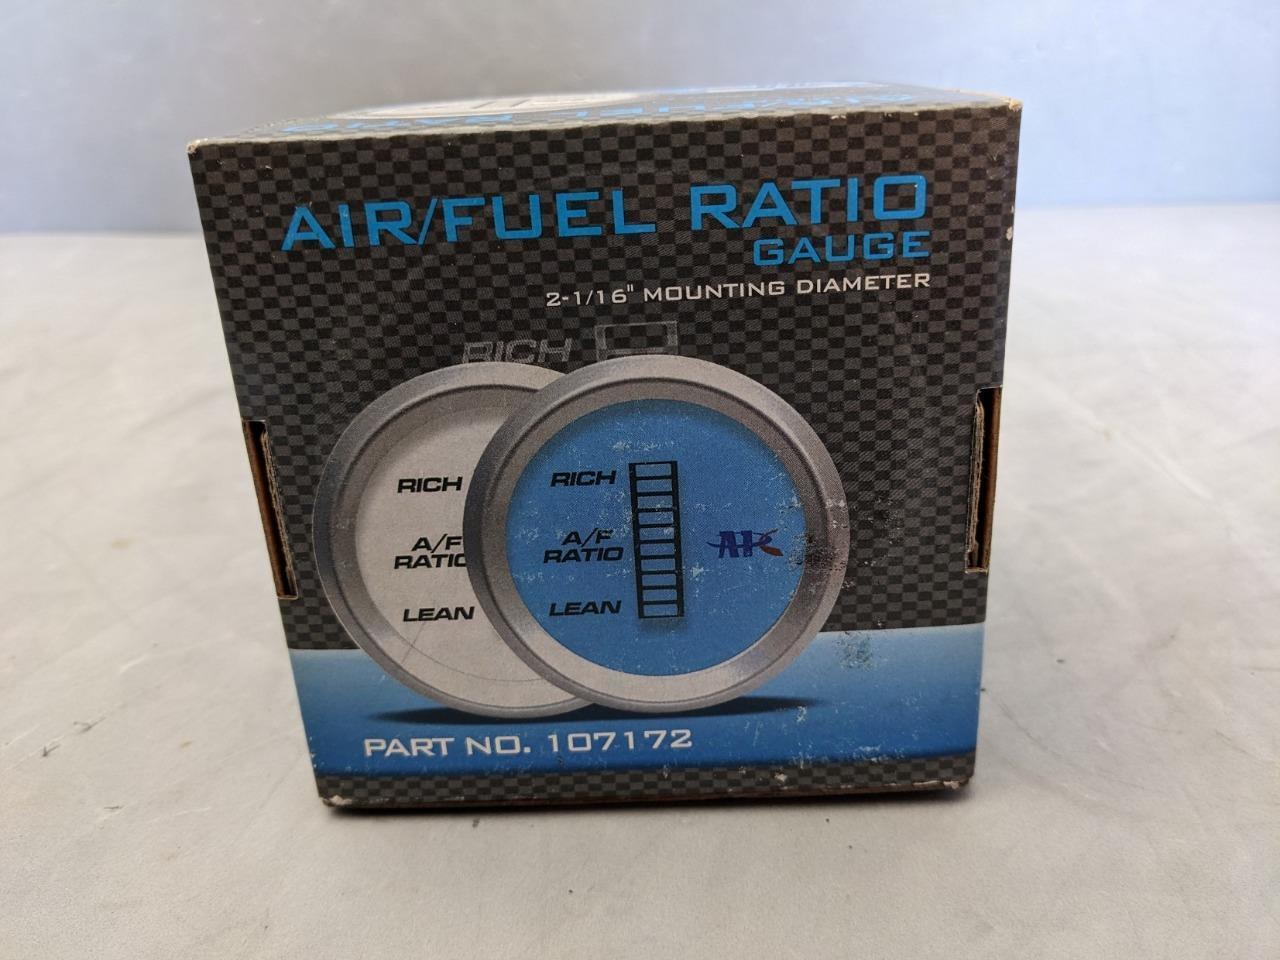 AIR/FUEL RATIO
GAUGE
2-1/16" MOUNTING DIAMETER
RICH
RICH
A/F
RATIO
LEAN
RICH
A/F
RATIO
LEAN
PART NO. 107172